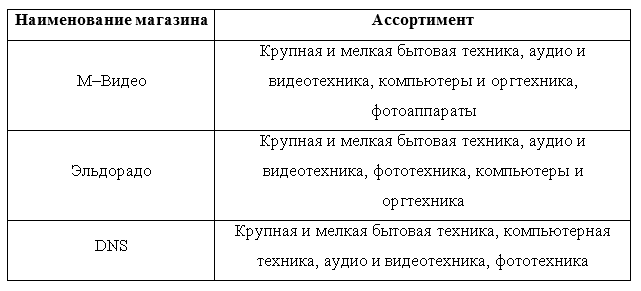 Наименование магазина Ассортимент
Крупная и мелкая бытовая техника, аудио и
М–Видео видеотехника, компьютеры и оргтехника,
фотоаппараты
Крупная и мелкая бытовая техника, аудио и
Эльдорадо видеотехника, фототехника, компьютеры и
оргтехника
DNS Крупная и мелкая бытовая техника, компьютерная
техника, аудио и видеотехника, фототехника